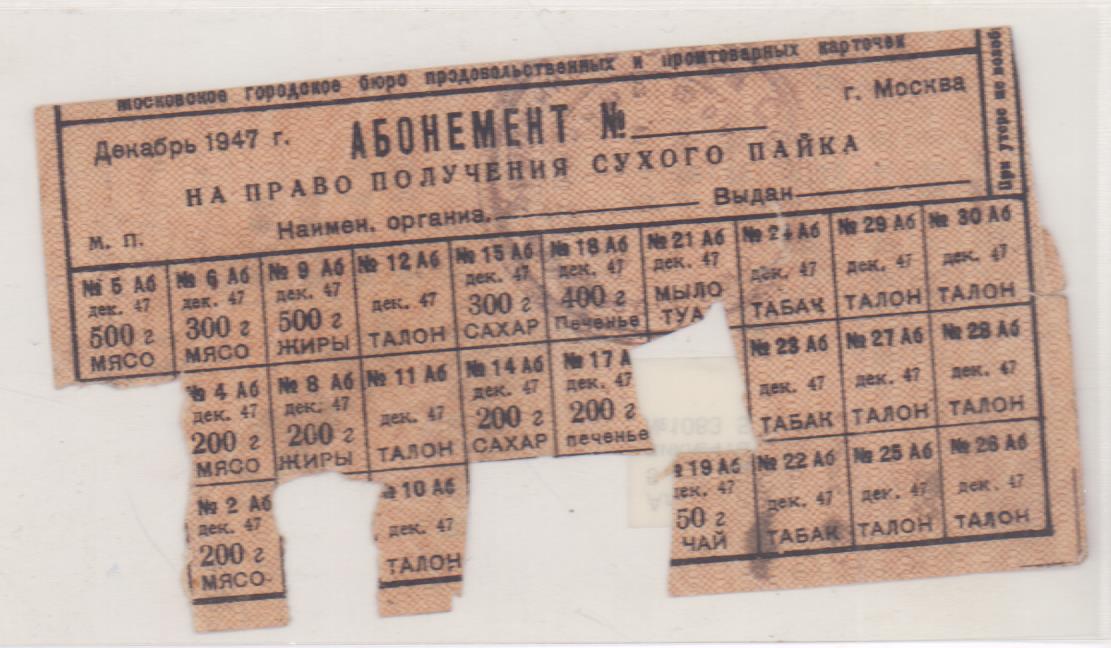 Московское городское бюро продовольственных и промтоварных карточек
Декабрь 1947 г.
АБОНЕМЕНТ №
г. Москва
НА ПРАВО ПОЛУЧЕНИЯ СУХОГО ПАЙКА
Наимен. организ.
Выдан
М. П.
При утере не
№ 5 Аб
дек. 47
500 г
МЯСО
№ 6 Аб
дек. 47
300 г
МЯСО
№ 9 Аб
дек. 47
500 г
ЖИРЫ
№ 12 Аб
дек. 47
ТАЛОН
№ 15 Аб
дек. 47
300 г
САХАР
№ 18 Аб
дек. 47
400 г
Печенье
№ 21 Аб
дек. 47
МЫЛО
ТУА
№ 24 Аб
дек. 47
ТАБАК
№ 29 Аб
дек. 47
ТАЛОН
№ 30 Аб
дек. 47
ТАЛОН
№ 4 Аб
дек. 47
200 г
МЯСО
№ 8 Аб
дек. 47
200 г
ЖИРЫ
№ 11 Аб
дек. 47
ТАЛОН
№ 14 Аб
дек. 47
200 г
САХАР
№ 17 А
дек. 47
200 г
печенье
№ 23 Аб
дек. 47
ТАБАК
№ 27 Аб
дек. 47
ТАЛОН
№ 28 Аб
дек. 47
ТАЛОН
№ 2 Аб
дек. 47
200 г
МЯСО
№ 10 Аб
дек. 47
ТАЛОН
№ 19 Аб
дек. 47
50 г
ЧАЙ
№ 22 Аб
дек. 47
ТАБАК
№ 25 Аб
дек. 47
ТАЛОН
№ 26 Аб
дек. 47
ТАЛОН